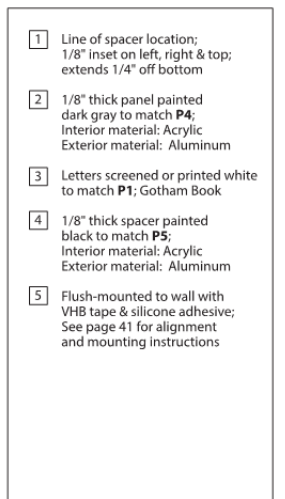 1 Line of spacer location;
1/8" inset on left, right & top;
extends 1/4" off bottom
2 1/8" thick panel painted
dark gray to match P4;
Interior material: Acrylic
Exterior material: Aluminum
3 Letters screened or printed white
to match P1; Gotham Book
4 1/8" thick spacer painted
black to match P5;
Interior material: Acrylic
Exterior material: Aluminum
5 Flush-mounted to wall with
VHB tape & silicone adhesive;
See page 41 for alignment
and mounting instructions